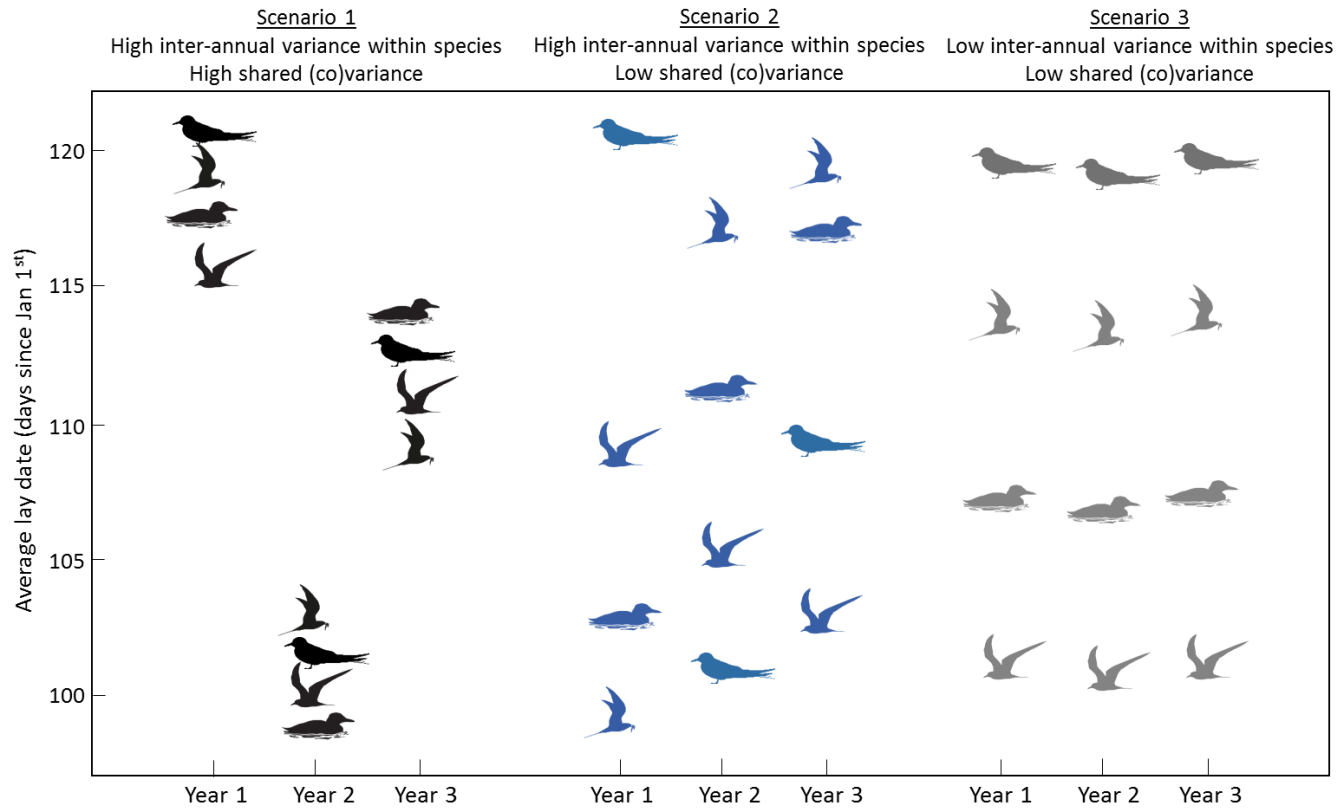 Scenario 1
High inter-annual variance within species
High shared (co)variance
Scenario 2
High inter-annual variance within species
Low shared (co)variance
Scenario 3
Low inter-annual variance within species
Low shared (co)variance
Average lay date (days since Jan 1st)
120
115
110
105
100
Year 1
Year 2
Year 3
Year 1
Year 2
Year 3
Year 1
Year 2
Year 3